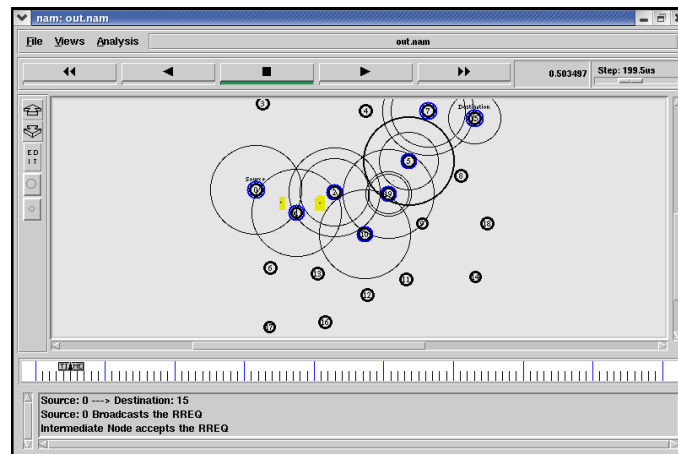 nam: out.nam
File Views Analysis out.nam
0.503497 Step: 199.5us
3
4
7
Destination
15
E D
I T
5
8
Source
0
2
19
1
9
18
10
6
13
11
14
12
16
17
TIME
Source: 0 ---> Destination: 15
Source: 0 Broadcasts the RREQ
Intermediate Node accepts the RREQ